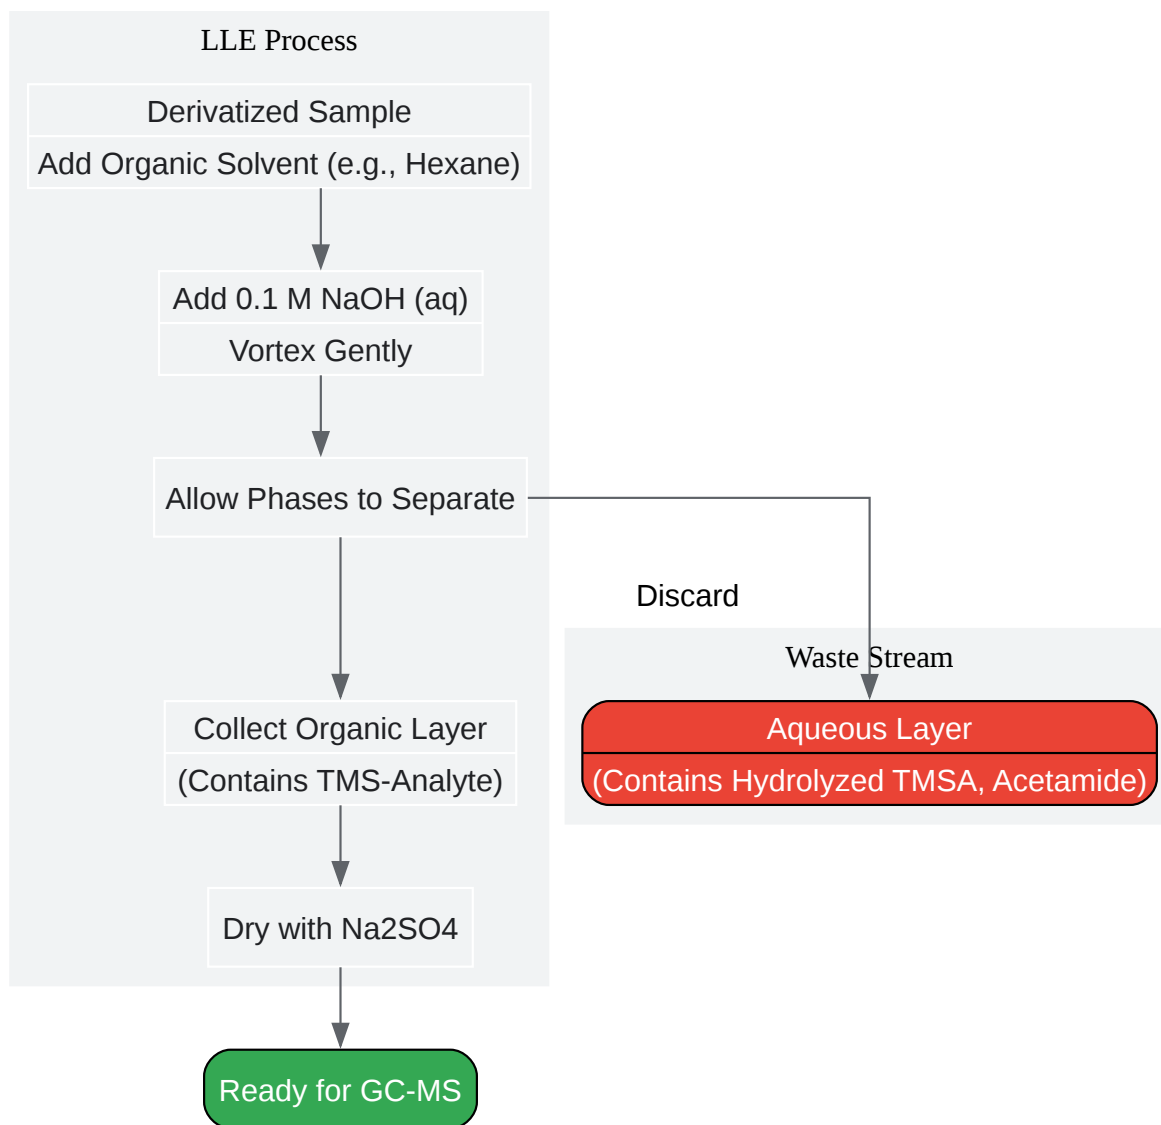 LLE Process
Derivatized Sample
Add Organic Solvent (e.g., Hexane)
Add 0.1 M NaOH (aq)
Vortex Gently
Allow Phases to Separate
Discard
Waste Stream
Collect Organic Layer
(Contains TMS-Analyte)
Aqueous Layer
(Contains Hydrolyzed TMSA, Acetamide)
Dry with Na2SO4
Ready for GC-MS